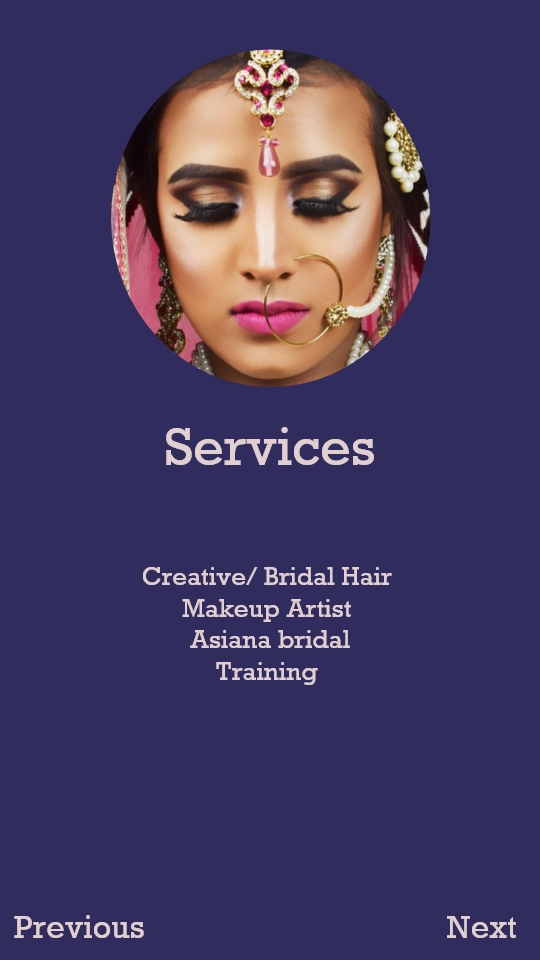 Services
Creative/ Bridal Hair
Makeup Artist
Asiana bridal
Training
Previous
Next